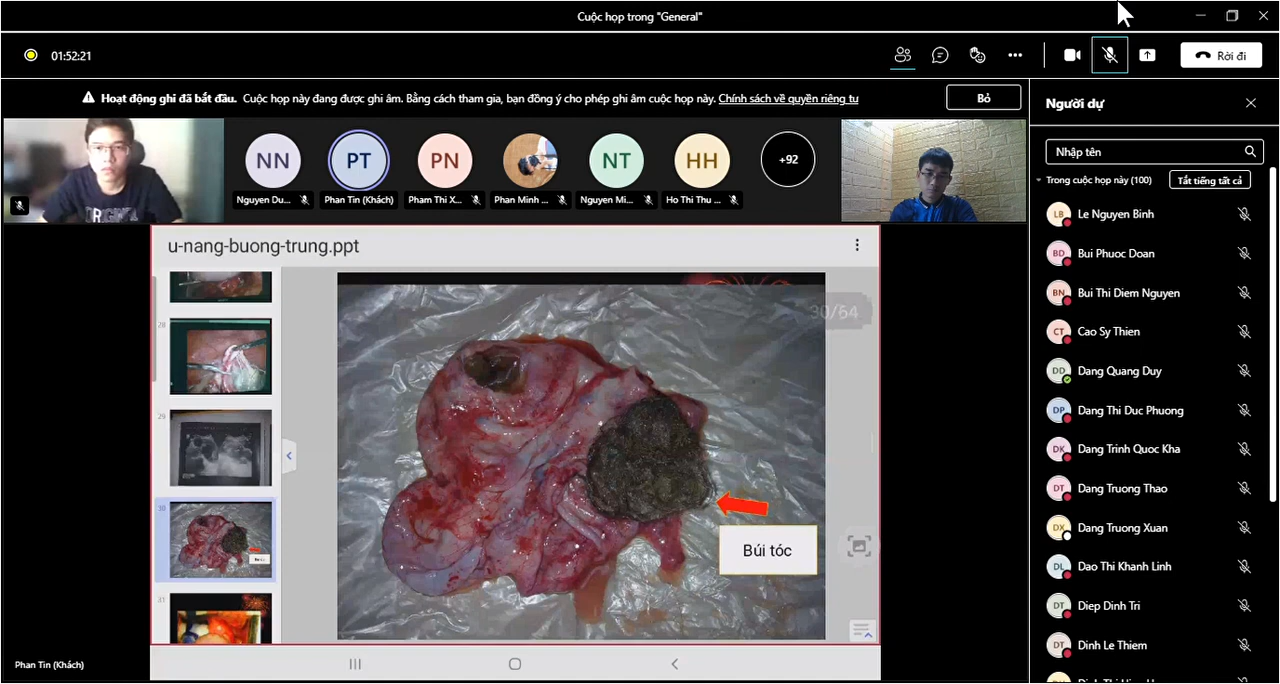 Cuộc họp trong "General"
01:52:21
Rời đi
Hoạt động ghi đã bắt đầu. Cuộc họp này đang được ghi âm. Bằng cách tham gia, bạn đồng ý cho phép ghi âm cuộc họp này. Chính sách về quyền riêng tư
Bỏ
NN
PT
PN
NT
HH
+92
Nguyen Du...
Phan Tin (Khách)
Pham Thi X...
Phan Minh ...
Nguyen Mi...
Ho Thi Thu ...
u-nang-buong-trung.ppt
28
29
30
30/54
Búi tóc
Phan Tin (Khách)
Người dự
Nhập tên
Trong cuộc họp này (100)
Tắt tiếng tất cả
LB Le Nguyen Binh
BD Bui Phuoc Doan
BN Bui Thi Diem Nguyen
CT Cao Sy Thien
DD Dang Quang Duy
DP Dang Thi Duc Phuong
DK Dang Trinh Quoc Kha
DT Dang Truong Thao
DX Dang Truong Xuan
DL Dao Thi Khanh Linh
DT Diep Dinh Tri
DT Dinh Le Thiem